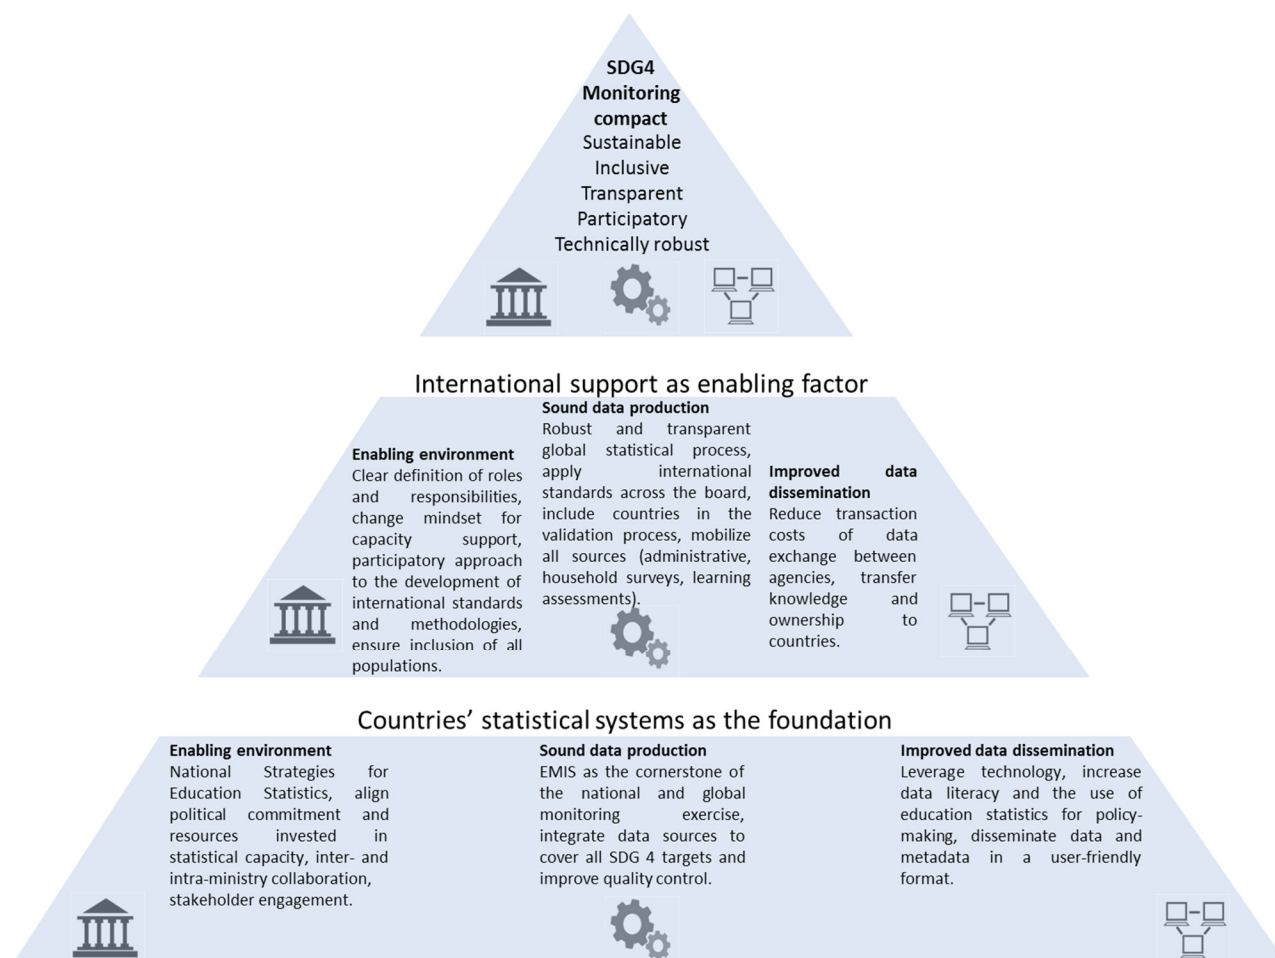 SDG4
Monitoring
compact
Sustainable
Inclusive
Transparent
Participatory
Technically robust
International support as enabling factor
Enabling environment
Clear definition of roles
and responsibilities,
change mindset for
capacity support,
participatory approach
to the development of
international standards
and methodologies,
ensure inclusion of all
populations.
Sound data production
Robust and transparent
global statistical process,
apply international
standards across the board,
include countries in the
validation process, mobilize
all sources (administrative,
household surveys, learning
assessments).
Improved data
dissemination
Reduce transaction
costs of data
exchange between
agencies, transfer
knowledge and
ownership to
countries.
Countries’ statistical systems as the foundation
Enabling environment
National Strategies for
Education Statistics, align
political commitment and
resources invested in
statistical capacity, inter- and
intra-ministry collaboration,
stakeholder engagement.
Sound data production
EMIS as the cornerstone of
the national and global
monitoring exercise,
integrate data sources to
cover all SDG 4 targets and
improve quality control.
Improved data dissemination
Leverage technology, increase
data literacy and the use of
education statistics for policy-
making, disseminate data and
metadata in a user-friendly
format.